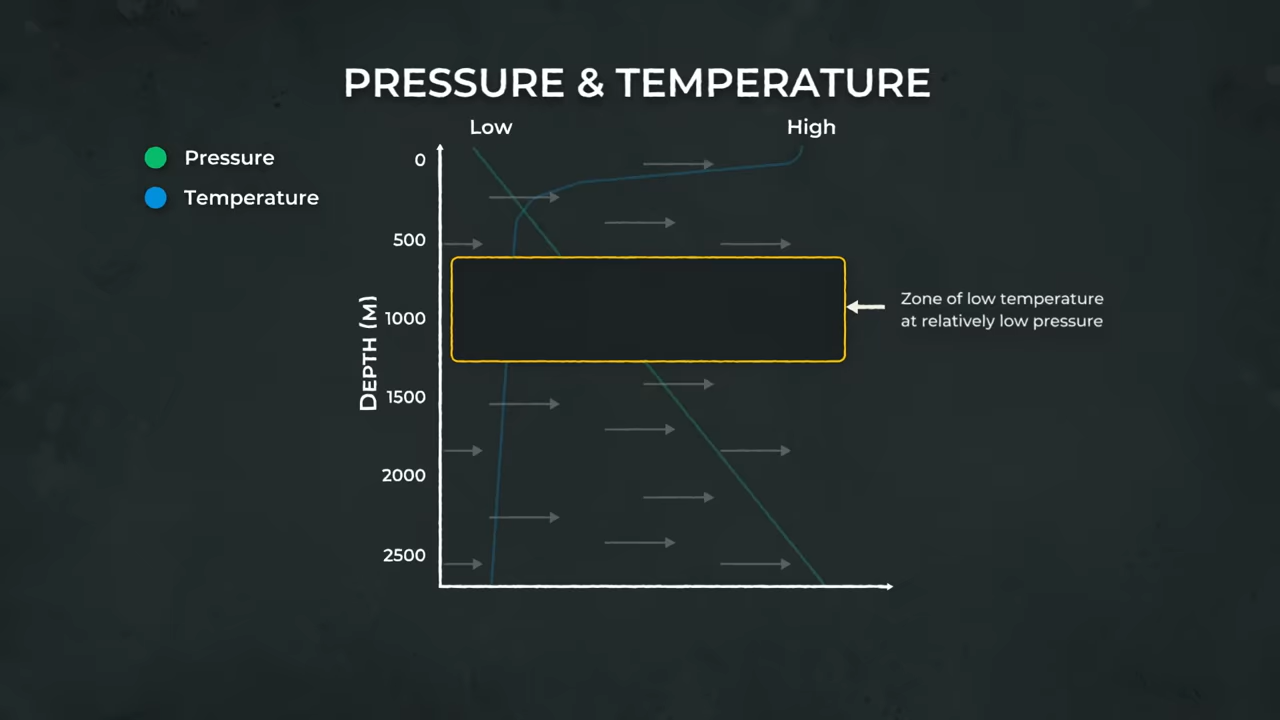 PRESSURE & TEMPERATURE
Low
High
Pressure
Temperature
DEPTH (M)
0
500
1000
1500
2000
2500
Zone of low temperature
at relatively low pressure